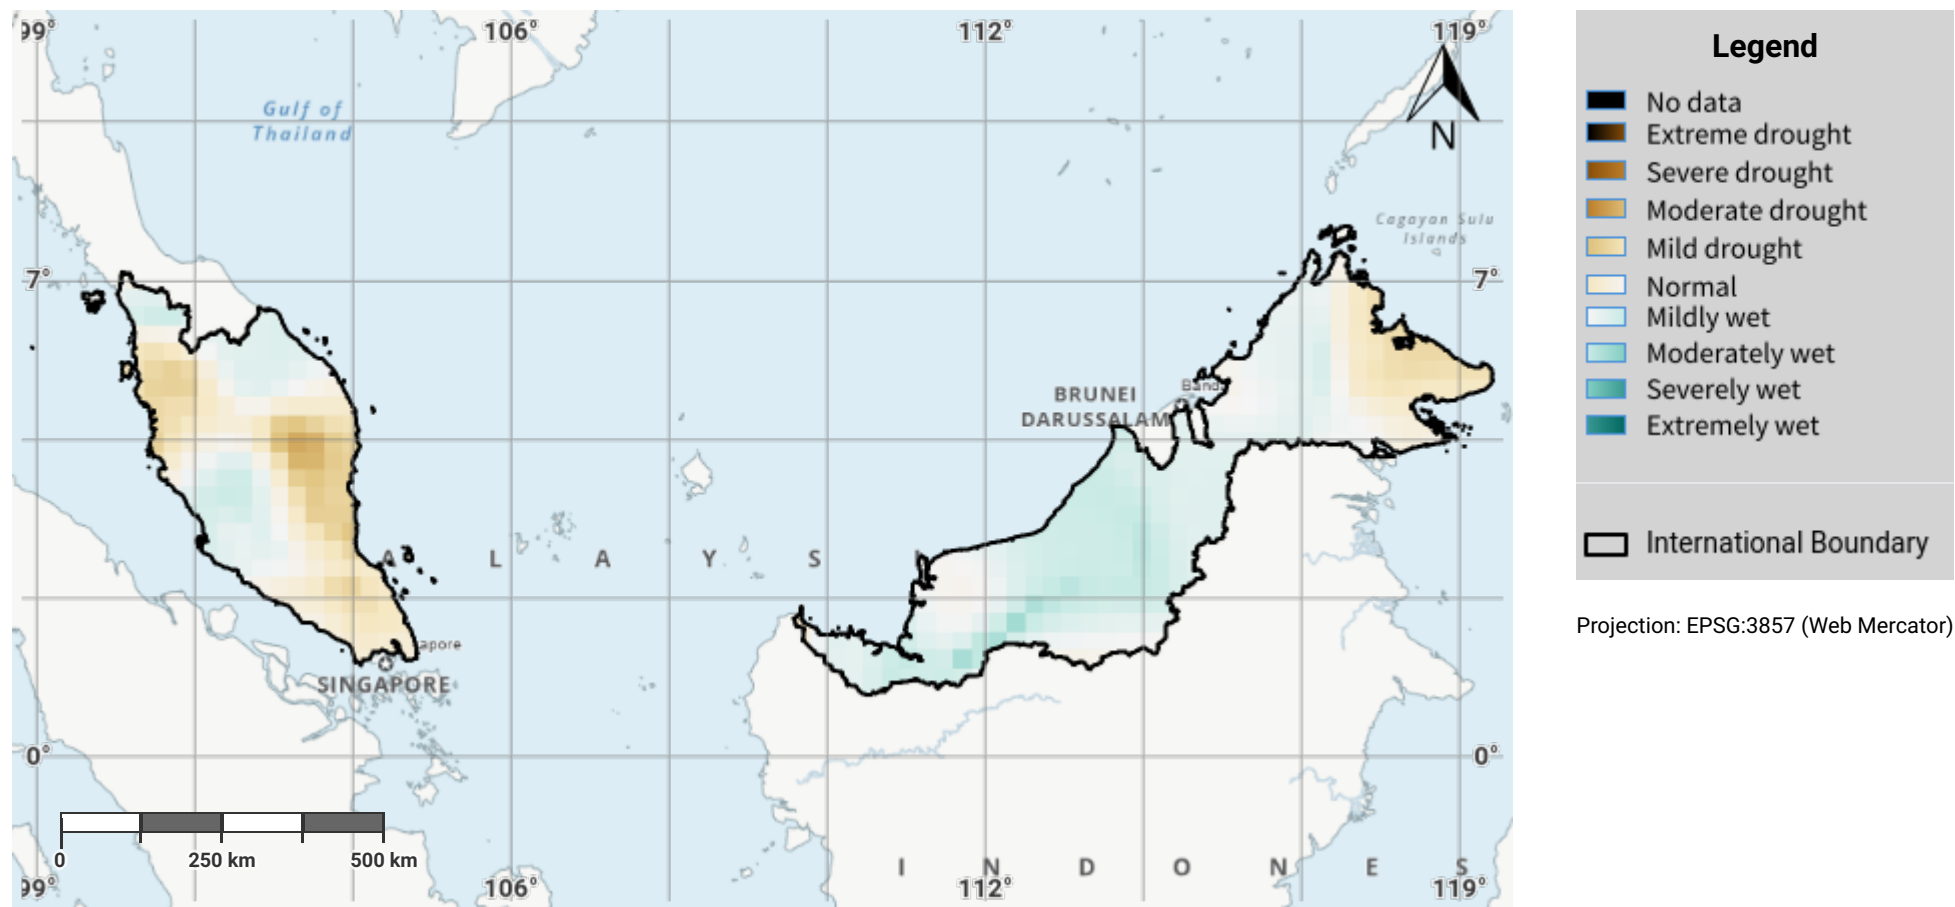 99°
106°
112°
119°
Gulf of
Thailand
N
Cagayan Sulu
Islands
7°
7°
BRUNEI
DARUSSALAM
Banda
A
L
A
Y
S
I
apore
SINGAPORE
0°
0°
0
250 km
500 km
I N D O N E S
99°
106°
112°
119°
Legend
No data
Extreme drought
Severe drought
Moderate drought
Mild drought
Normal
Mildly wet
Moderately wet
Severely wet
Extremely wet
International Boundary
Projection: EPSG:3857 (Web Mercator)